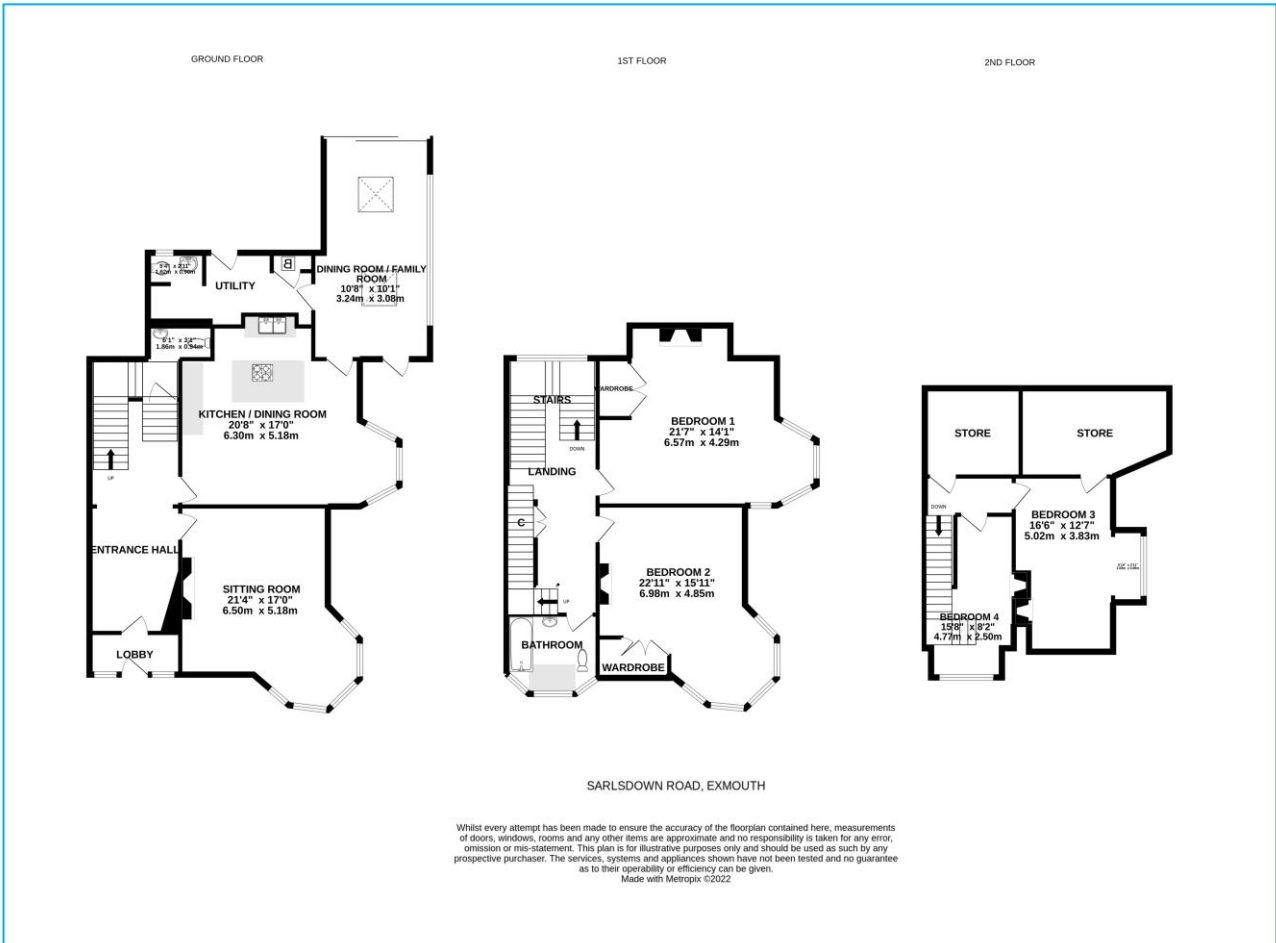 GROUND FLOOR
1ST FLOOR
2ND FLOOR
5'4" x
B
UTILITY
DINING ROOM / FAMILY
ROOM
10'8" x 10'1"
3.24m x 3.08m
6'1" x 3'1"
1.86m x 0.94m
KITCHEN / DINING ROOM
20'8" x 17'0"
6.30m x 5.18m
UP
ENTRANCE HALL
SITTING ROOM
21'4" x 17'0"
6.50m x 5.18m
LOBBY
WARDROBE
STAIRS
BEDROOM 1
21'7" x 14'1"
6.57m x 4.29m
DOWN
LANDING
C
BEDROOM 2
22'11" x 15'11"
6.98m x 4.85m
UP
BATHROOM
WARDROBE
STORE
STORE
DOWN
BEDROOM 3
16'6" x 12'7"
5.02m x 3.83m
BEDROOM 4
15'8" x 8'2"
4.77m x 2.50m
SARLSDOWN ROAD, EXMOUTH
Whilst every attempt has been made to ensure the accuracy of the floorplan contained here, measurements
of doors, windows, rooms and any other items are approximate and no responsibility is taken for any error,
omission or mis-statement. This plan is for illustrative purposes only and should be used as such by any
prospective purchaser. The services, systems and appliances shown have not been tested and no guarantee
as to their operability or efficiency can be given.
Made with Metropix ©2022